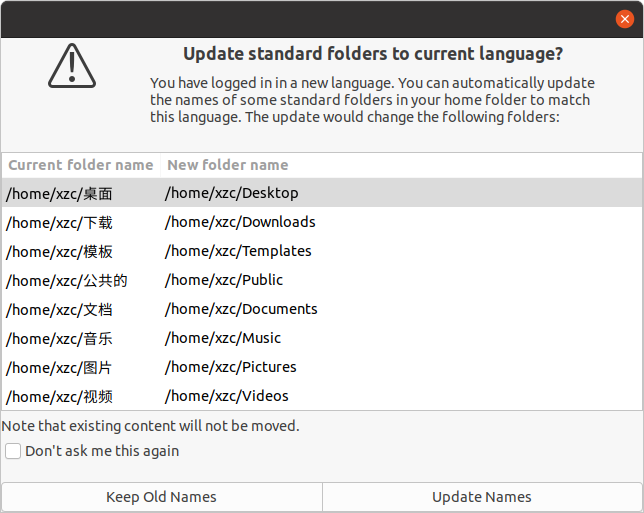 Update standard folders to current language?
You have logged in in a new language. You can automatically update
the names of some standard folders in your home folder to match
this language. The update would change the following folders:
Current folder name New folder name
/home/xzc/桌面 /home/xzc/Desktop
/home/xzc/下载 /home/xzc/Downloads
/home/xzc/模板 /home/xzc/Templates
/home/xzc/公共的 /home/xzc/Public
/home/xzc/文档 /home/xzc/Documents
/home/xzc/音乐 /home/xzc/Music
/home/xzc/图片 /home/xzc/Pictures
/home/xzc/视频 /home/xzc/Videos
Note that existing content will not be moved.
Don't ask me this again
Keep Old Names Update Names